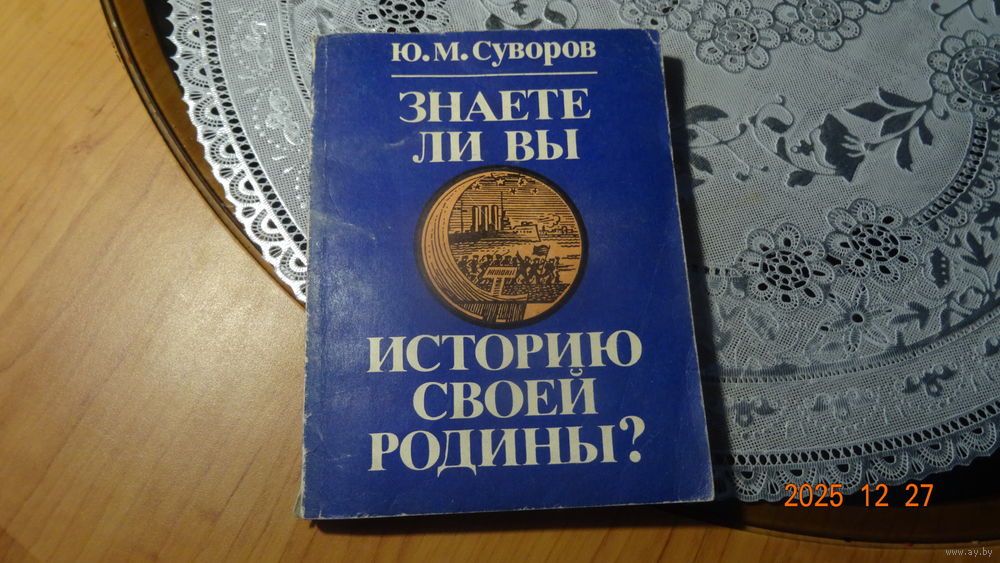 Ю. М. Суворов
ЗНАЕТЕ
ЛИ ВЫ
ИСТОРИЮ
СВОЕЙ
РОДИНЫ?
2025 12 27
www.ay.by